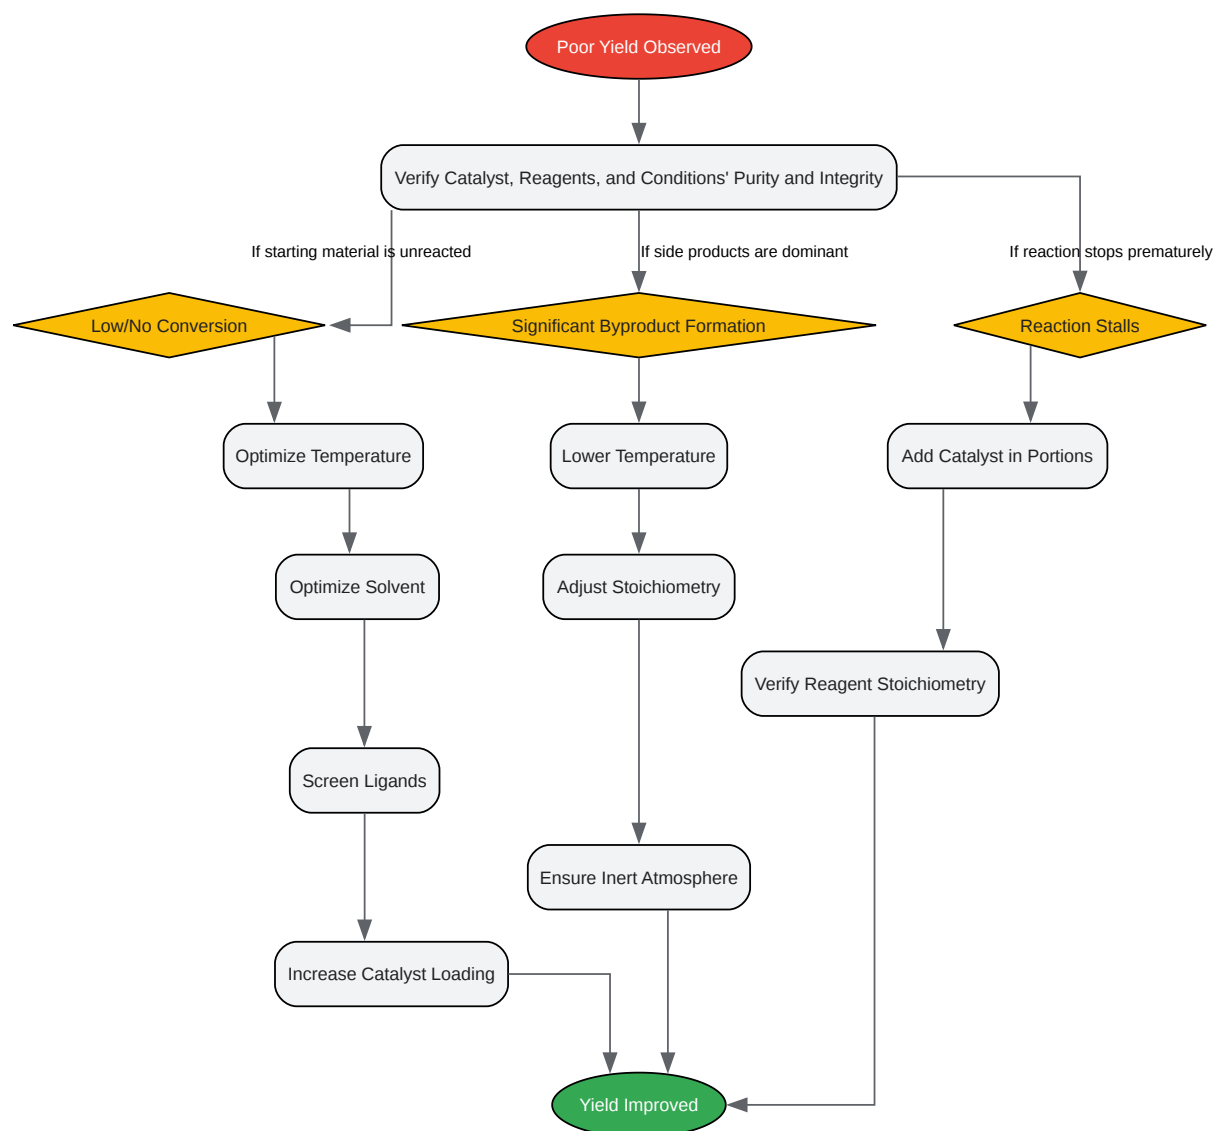 Poor Yield Observed
Verify Catalyst, Reagents, and Conditions' Purity and Integrity
If starting material is unreacted
If side products are dominant
If reaction stops prematurely
Low/No Conversion
Significant Byproduct Formation
Reaction Stalls
Optimize Temperature
Lower Temperature
Add Catalyst in Portions
Optimize Solvent
Adjust Stoichiometry
Verify Reagent Stoichiometry
Screen Ligands
Ensure Inert Atmosphere
Increase Catalyst Loading
Yield Improved